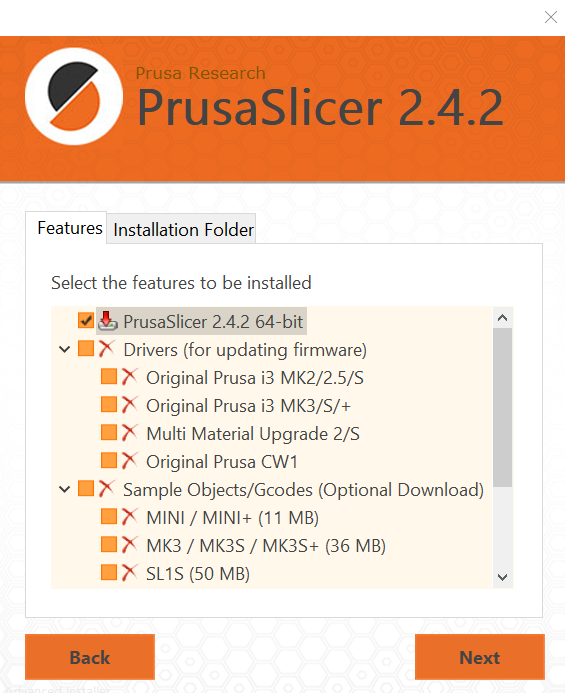 Prusa Research
PrusaSlicer 2.4.2
Features
Installation Folder
Select the features to be installed
PrusaSlicer 2.4.2 64-bit
Drivers (for updating firmware)
Original Prusa i3 MK2/2.5/S
Original Prusa i3 MK3/S/+
Multi Material Upgrade 2/S
Original Prusa CW1
Sample Objects/Gcodes (Optional Download)
MINI / MINI+ (11 MB)
MK3 / MK3S / MK3S+ (36 MB)
SL1S (50 MB)
Back
Next
Advanced Installer